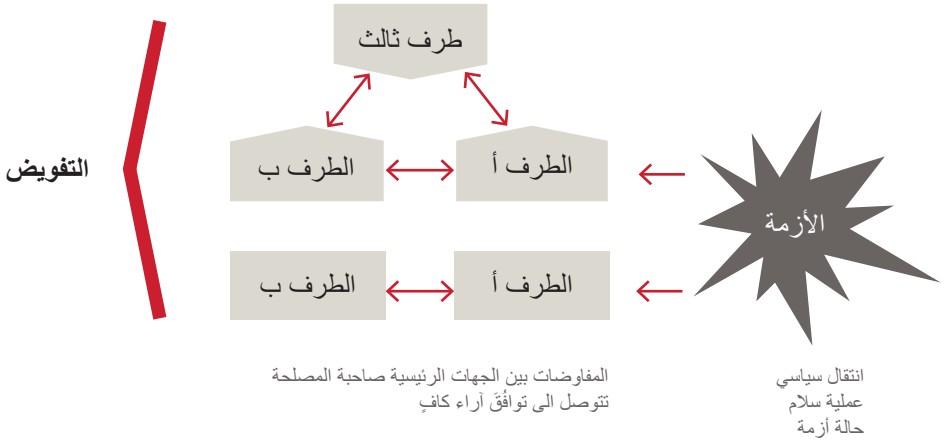 طرف ثالث
الأزمة
الطرف أ
الطرف ب
التفويض
الطرف أ
الطرف ب
انتقال سياسي
عملية سلام
حالة أزمة
المفاوضات بين الجهات الرئيسية صاحبة المصلحة
تتوصل الى توافُقَ آراء كافٍ